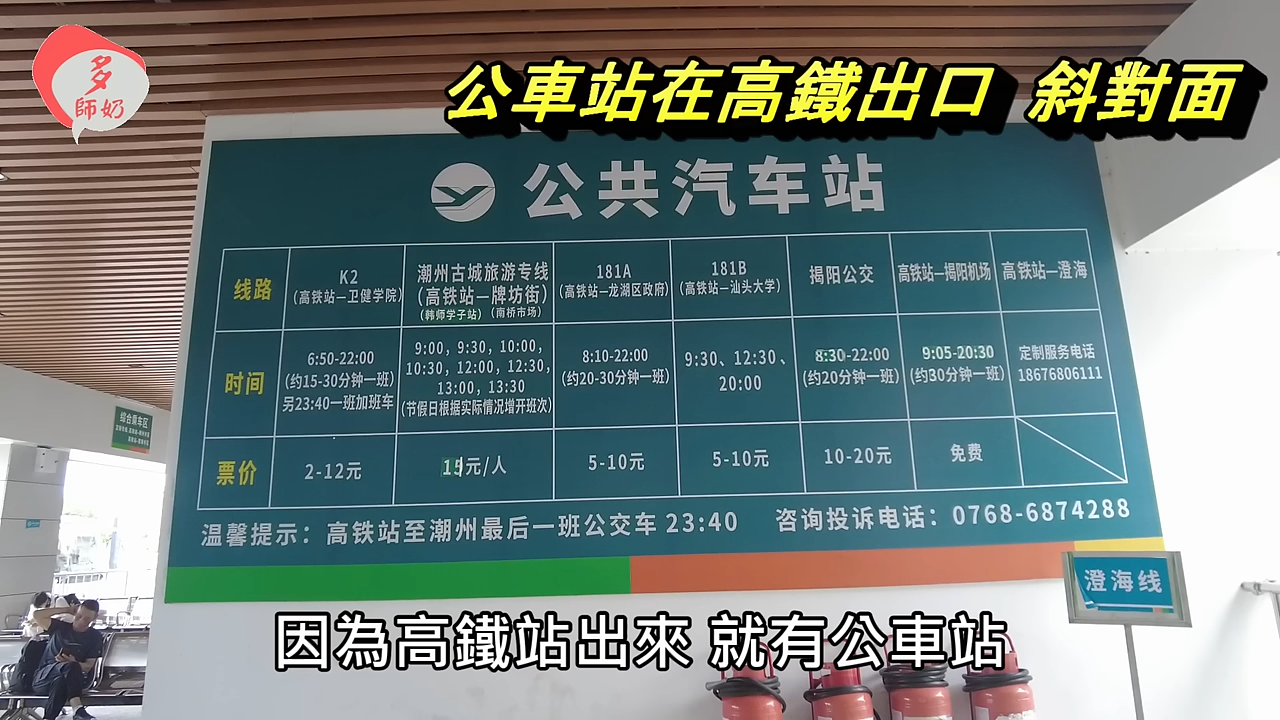 多
師奶
公車站在高鐵出口 斜對面
公共汽车站
线路
K2
(高铁站—卫健学院)
潮州古城旅游专线
(高铁站—牌坊街)
(韩师学子站)(南桥市场)
181A
(高铁站—龙湖区政府)
181B
(高铁站—汕头大学)
揭阳公交
高铁站—揭阳机场
高铁站—澄海
时间
6:50-22:00
(约15-30分钟一班)
另23:40一班加班车
9:00, 9:30, 10:00,
10:30, 12:00, 12:30,
13:00, 13:30
(节假日根据实际情况增开班次)
8:10-22:00
(约20-30分钟一班)
9:30、12:30、
20:00
8:30-22:00
(约20分钟一班)
9:05-20:30
(约30分钟一班)
定制服务电话
18676806111
票价
2-12元
15元/人
5-10元
5-10元
10-20元
免费
温馨提示：高铁站至潮州最后一班公交车 23:40
咨询投诉电话：0768-6874288
综合乘车区
澄海线
因為高鐵站出來 就有公車站